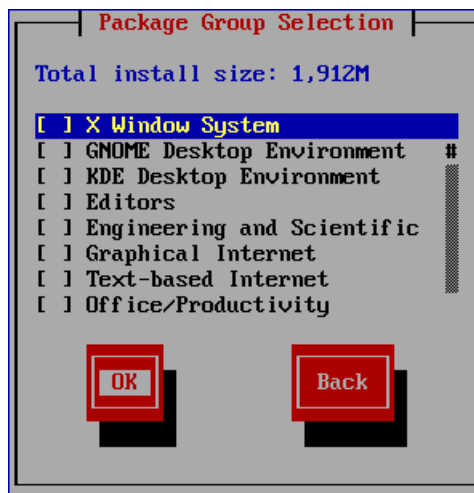 Package Group Selection
Total install size: 1,912M
[ ] X Window System
[ ] GNOME Desktop Environment #
[ ] KDE Desktop Environment
[ ] Editors
[ ] Engineering and Scientific
[ ] Graphical Internet
[ ] Text-based Internet
[ ] Office/Productivity
OK Back